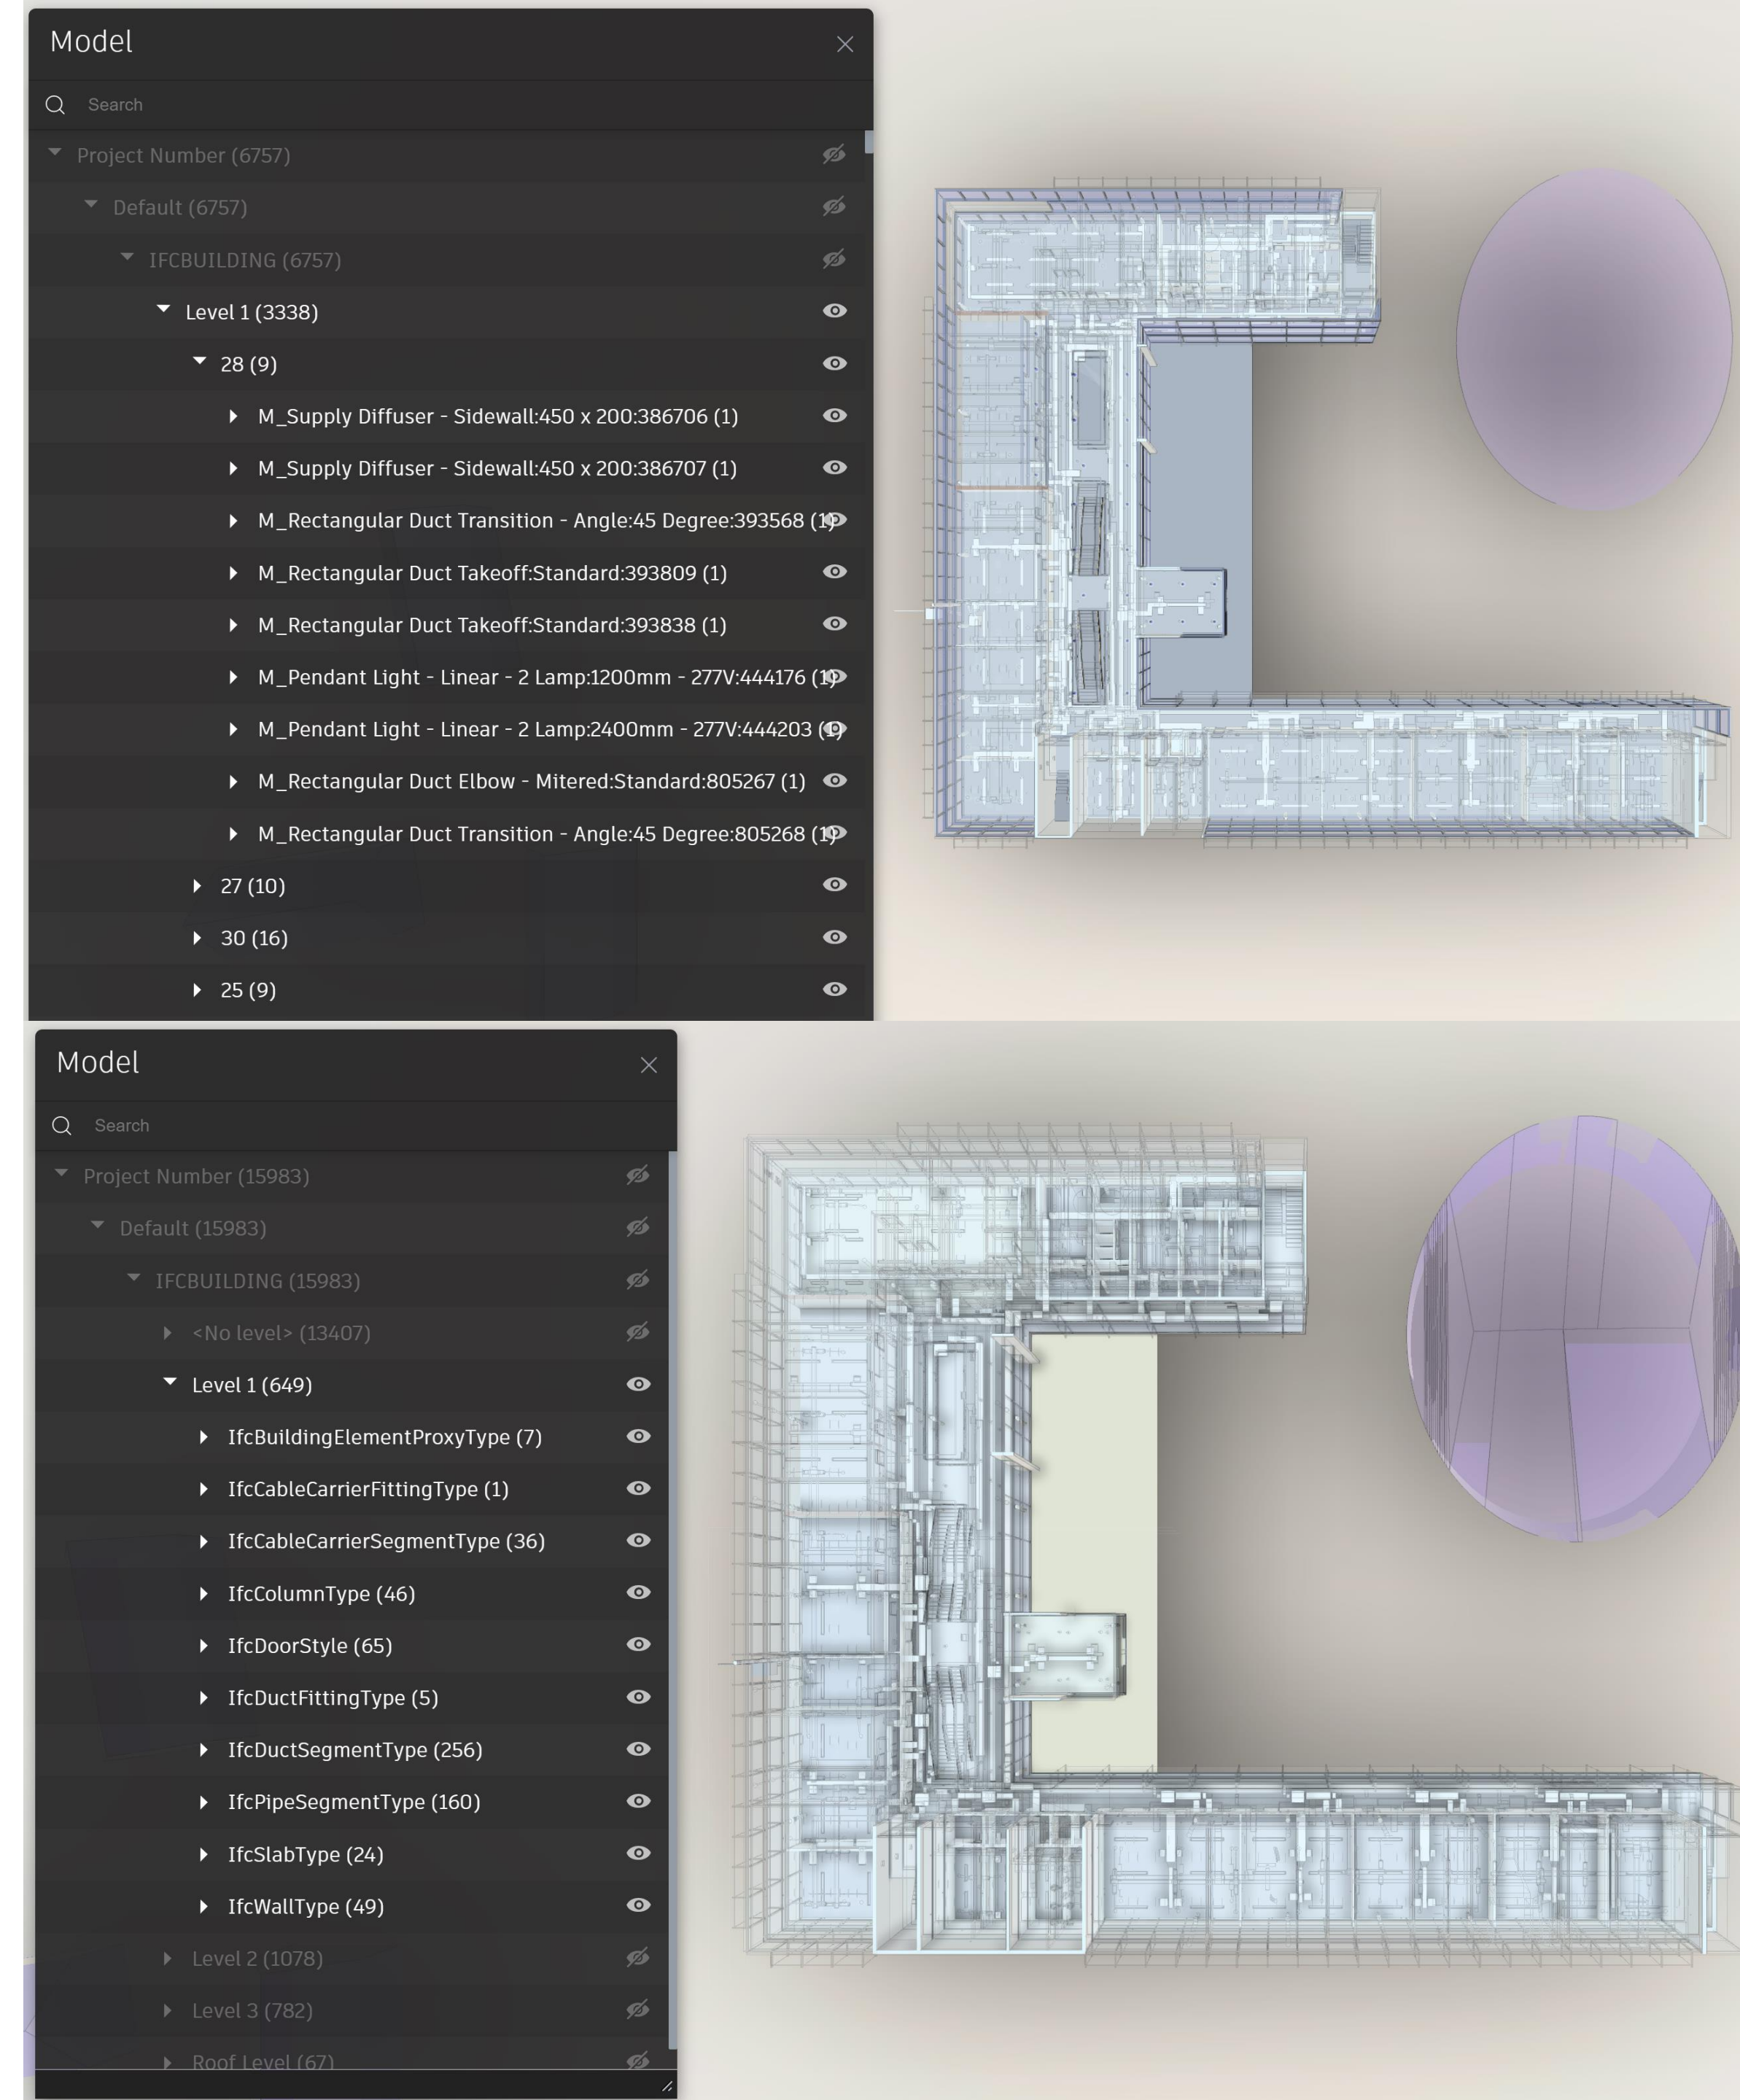 Model
Search
Project Number (6757)
Default (6757)
IFCBUILDING (6757)
Level 1 (3338)
28 (9)
M_Supply Diffuser - Sidewall:450 x 200:386706 (1)
M_Supply Diffuser - Sidewall:450 x 200:386707 (1)
M_Rectangular Duct Transition - Angle:45 Degree:393568 (1)
M_Rectangular Duct Takeoff:Standard:393809 (1)
M_Rectangular Duct Takeoff:Standard:393838 (1)
M_Pendant Light - Linear - 2 Lamp:1200mm - 277V:444176 (1)
M_Pendant Light - Linear - 2 Lamp:2400mm - 277V:444203 (1)
M_Rectangular Duct Elbow - Mitered:Standard:805267 (1)
M_Rectangular Duct Transition - Angle:45 Degree:805268 (1)
27 (10)
30 (16)
25 (9)
Model
Search
Project Number (15983)
Default (15983)
IFCBUILDING (15983)
<No level> (13407)
Level 1 (649)
IfcBuildingElementProxyType (7)
IfcCableCarrierFittingType (1)
IfcCableCarrierSegmentType (36)
IfcColumnType (46)
IfcDoorStyle (65)
IfcDuctFittingType (5)
IfcDuctSegmentType (256)
IfcPipeSegmentType (160)
IfcSlabType (24)
IfcWallType (49)
Level 2 (1078)
Level 3 (782)
Roof Level (67)